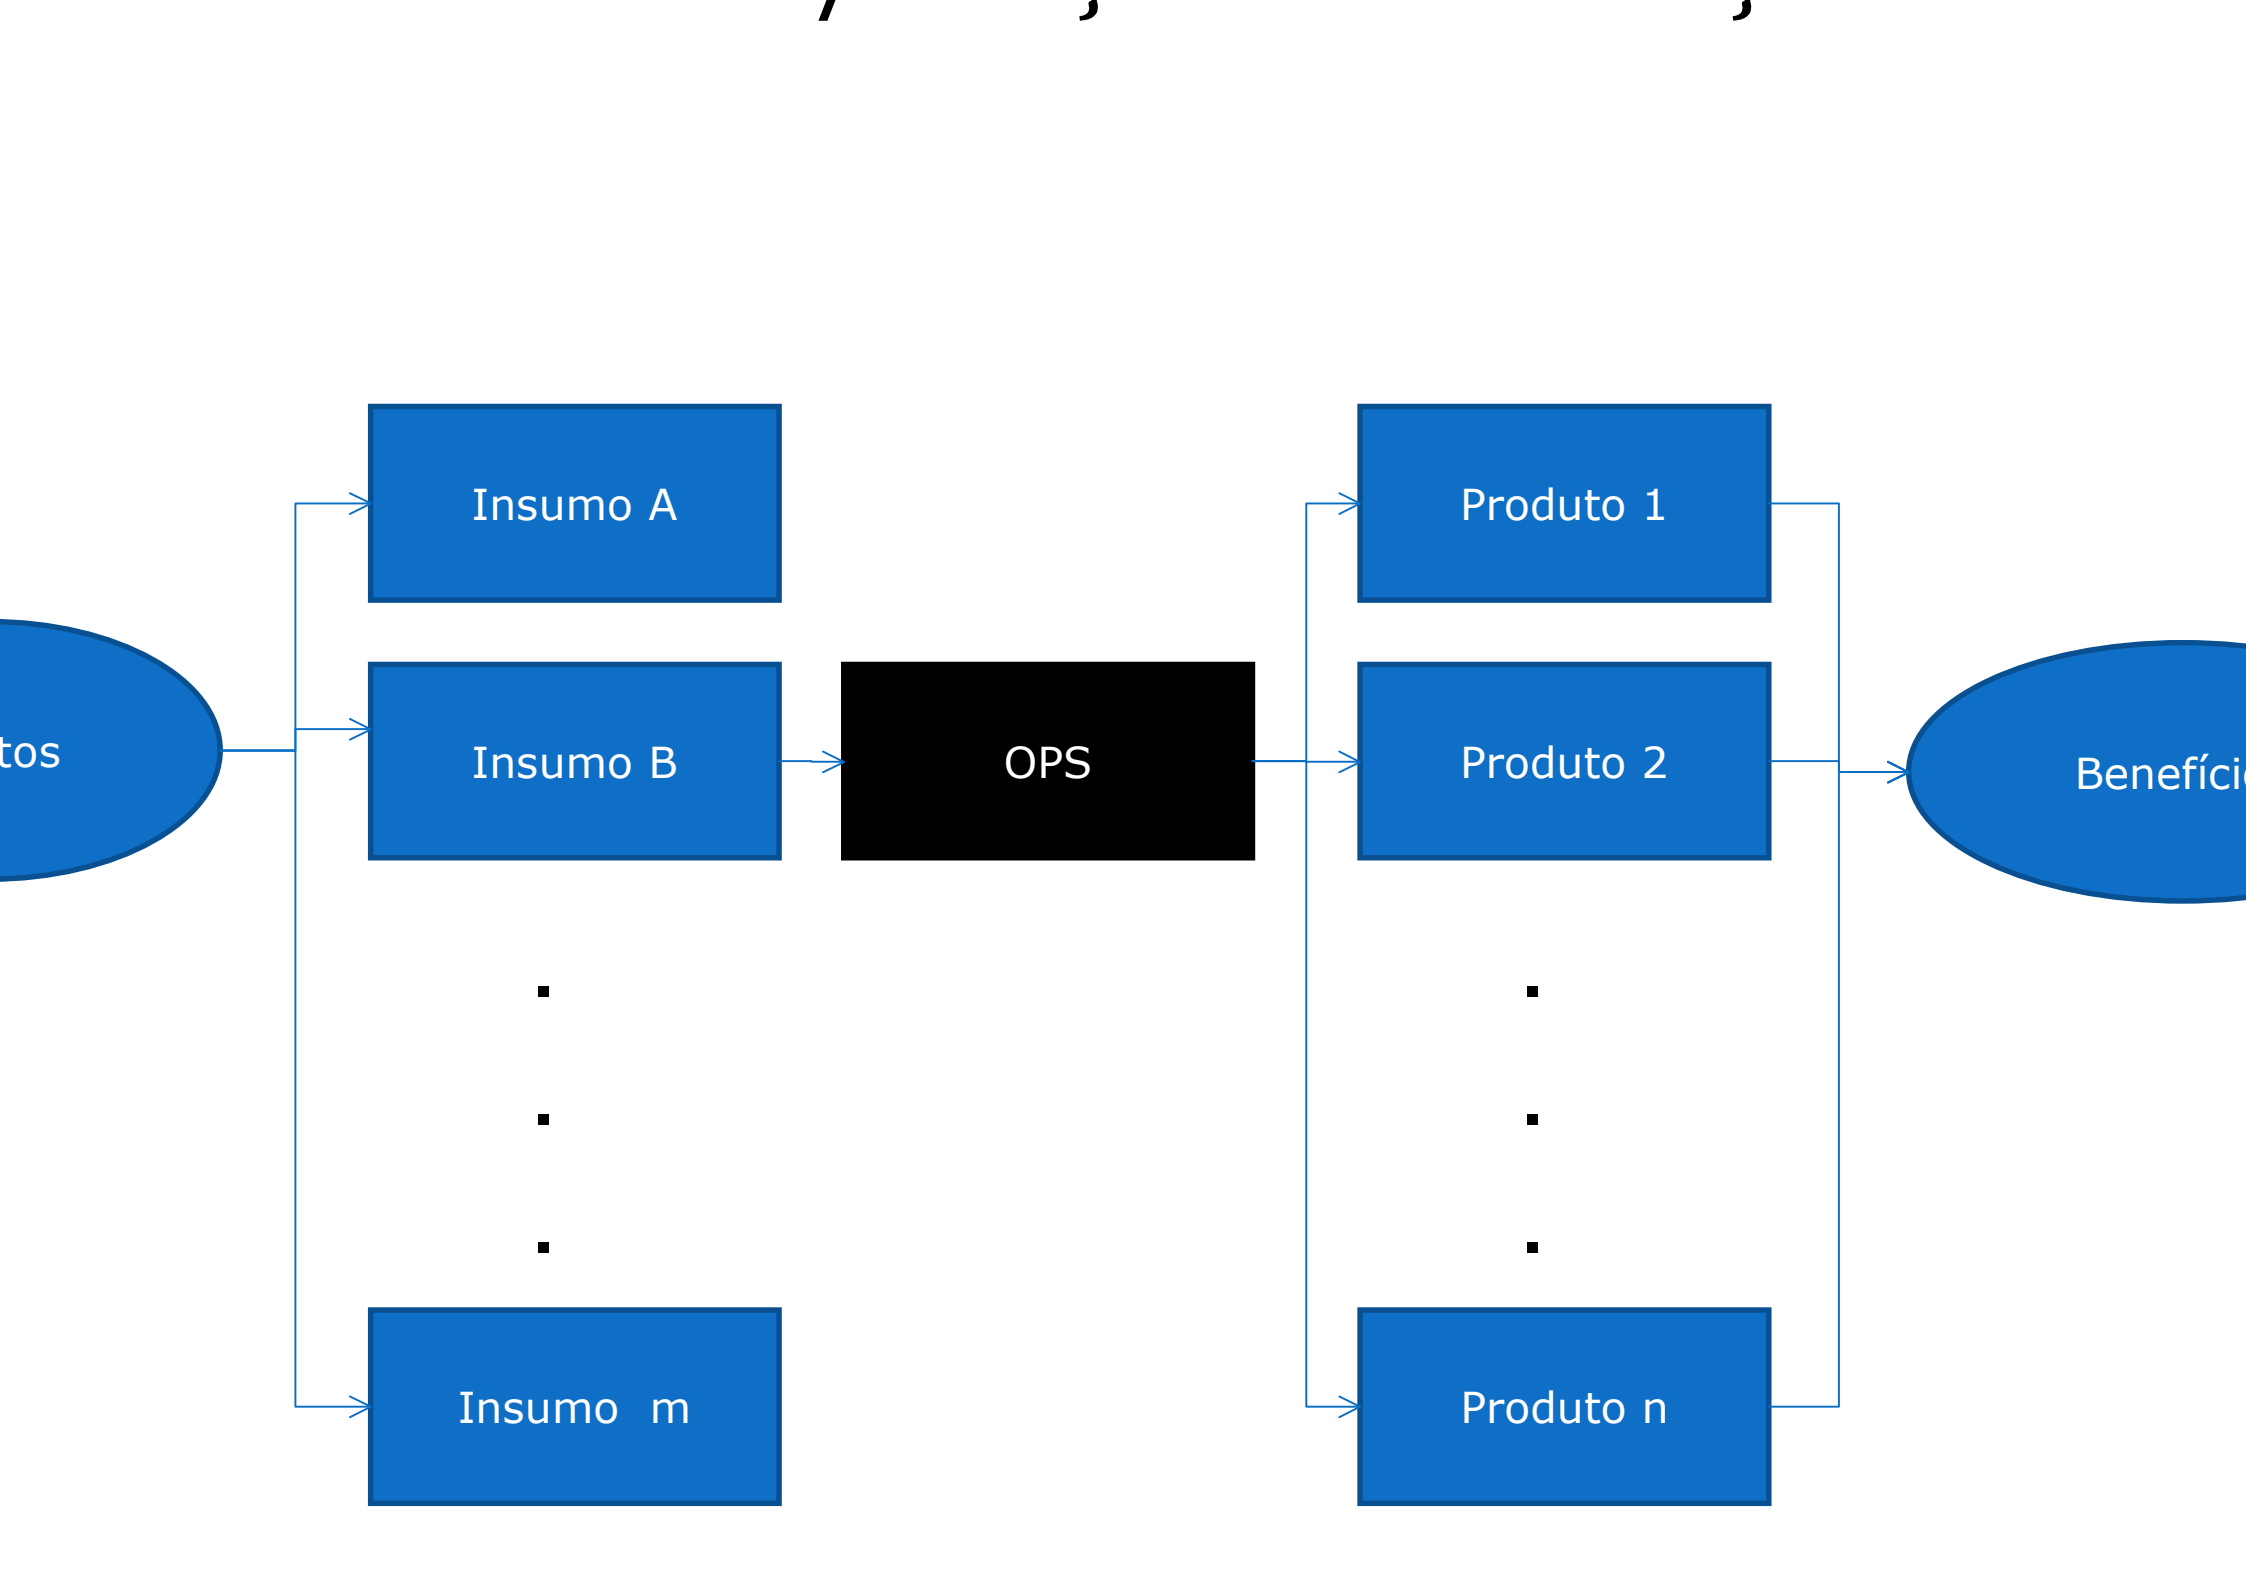 Insumo A
Produto 1
tos
Insumo B
OPS
Produto 2
Benefíci
.
.
.
.
.
.
Insumo  m
Produto n